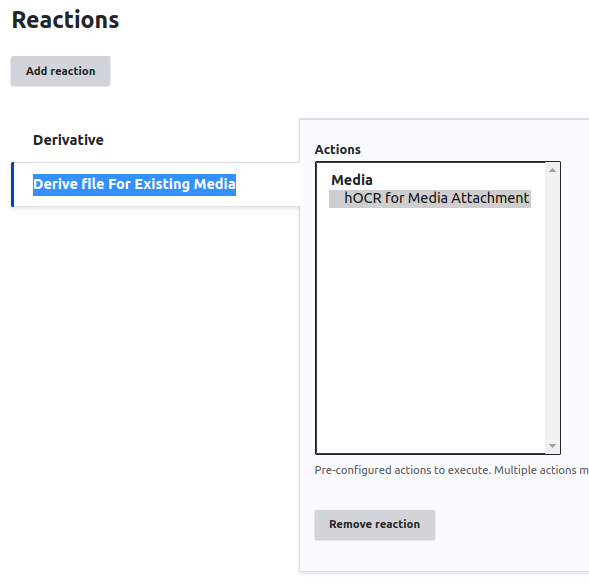 Reactions
Add reaction
Derivative
Derive file For Existing Media
Actions
Media
hOCR for Media Attachment
Pre-configured actions to execute. Multiple actions m
Remove reaction